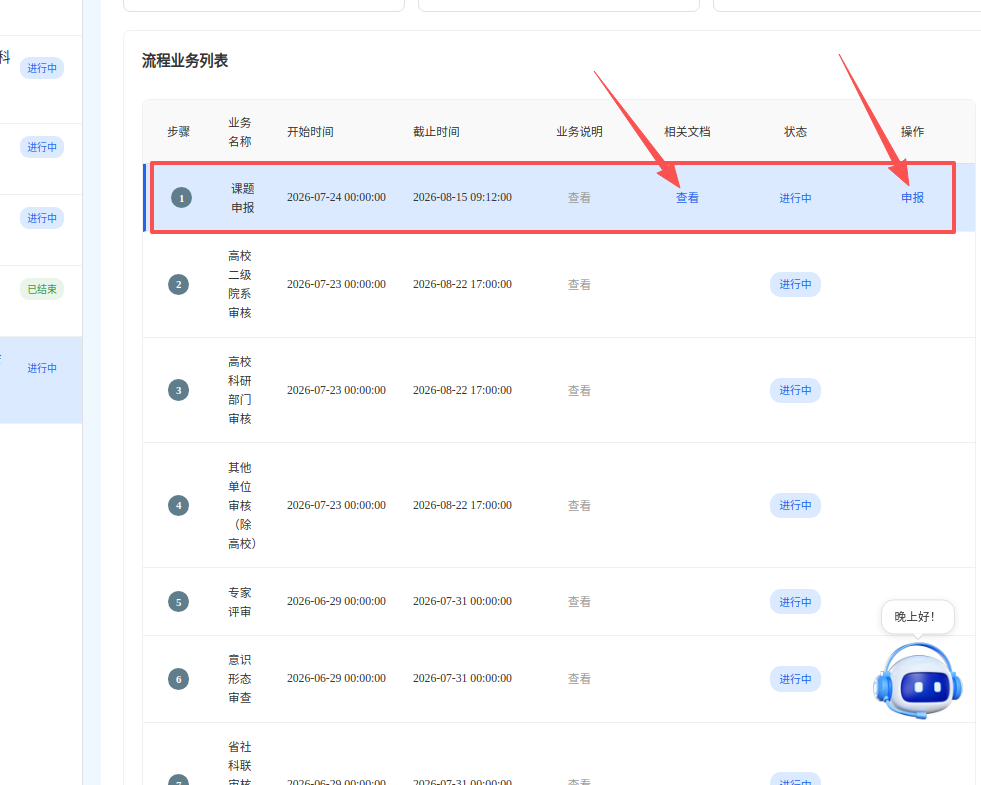 科
进行中
进行中
进行中
已结束
进行中
流程业务列表
步骤
业务
名称
开始时间
截止时间
业务说明
相关文档
状态
操作
1
课题
申报
2026-07-24 00:00:00
2026-08-15 09:12:00
查看
查看
进行中
申报
2
高校
二级
院系
审核
2026-07-23 00:00:00
2026-08-22 17:00:00
查看
进行中
3
高校
科研
部门
审核
2026-07-23 00:00:00
2026-08-22 17:00:00
查看
进行中
4
其他
单位
审核
（除
高校）
2026-07-23 00:00:00
2026-08-22 17:00:00
查看
进行中
5
专家
评审
2026-06-29 00:00:00
2026-07-31 00:00:00
查看
进行中
晚上好！
6
意识
形态
审查
2026-06-29 00:00:00
2026-07-31 00:00:00
查看
进行中
7
省社
科联
审核
2026-06-29 00:00:00
2026-07-31 00:00:00
查看
进行中